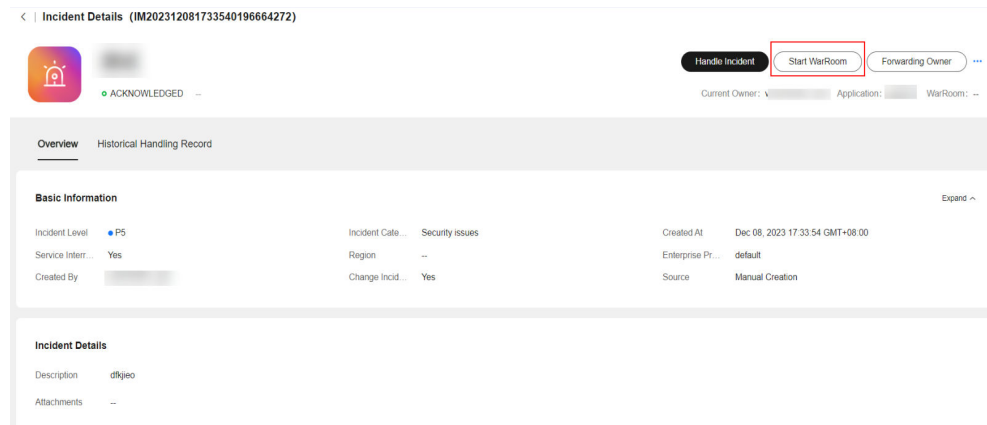 < | Incident Details (IM202312081733540196664272)
Handle Incident Start WarRoom Forwarding Owner ...
ACKNOWLEDGED --
Current Owner: Application: WarRoom: --
Overview Historical Handling Record
Basic Information Expand
Incident Level P5 Incident Cate... Security issues Created At Dec 08, 2023 17:33:54 GMT+08:00
Service Interr... Yes Region -- Enterprise Pr... default
Created By Change Incid... Yes Source Manual Creation
Incident Details
Description dfkjieo
Attachments --